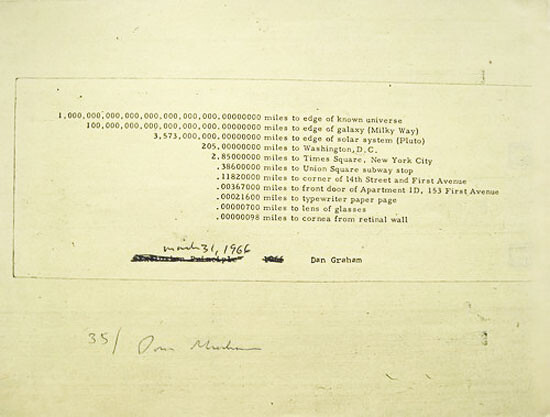 1,000,000,000,000,000,000,000,000.00000000 miles to edge of known universe
100,000,000,000,000,000,000.00000000 miles to edge of galaxy (Milky Way)
3,573,000,000.00000000 miles to edge of solar system (Pluto)
205.00000000 miles to Washington, D.C.
2.85000000 miles to Times Square, New York City
.38600000 miles to Union Square subway stop
.11820000 miles to corner of 14th Street and First Avenue
.00367000 miles to front door of Apartment 1D, 153 First Avenue
.00021600 miles to typewriter paper page
.00000700 miles to lens of glasses
.00000098 miles to cornea from retinal wall
march 31, 1966
1966 Dan Graham
35/ Dan Graham